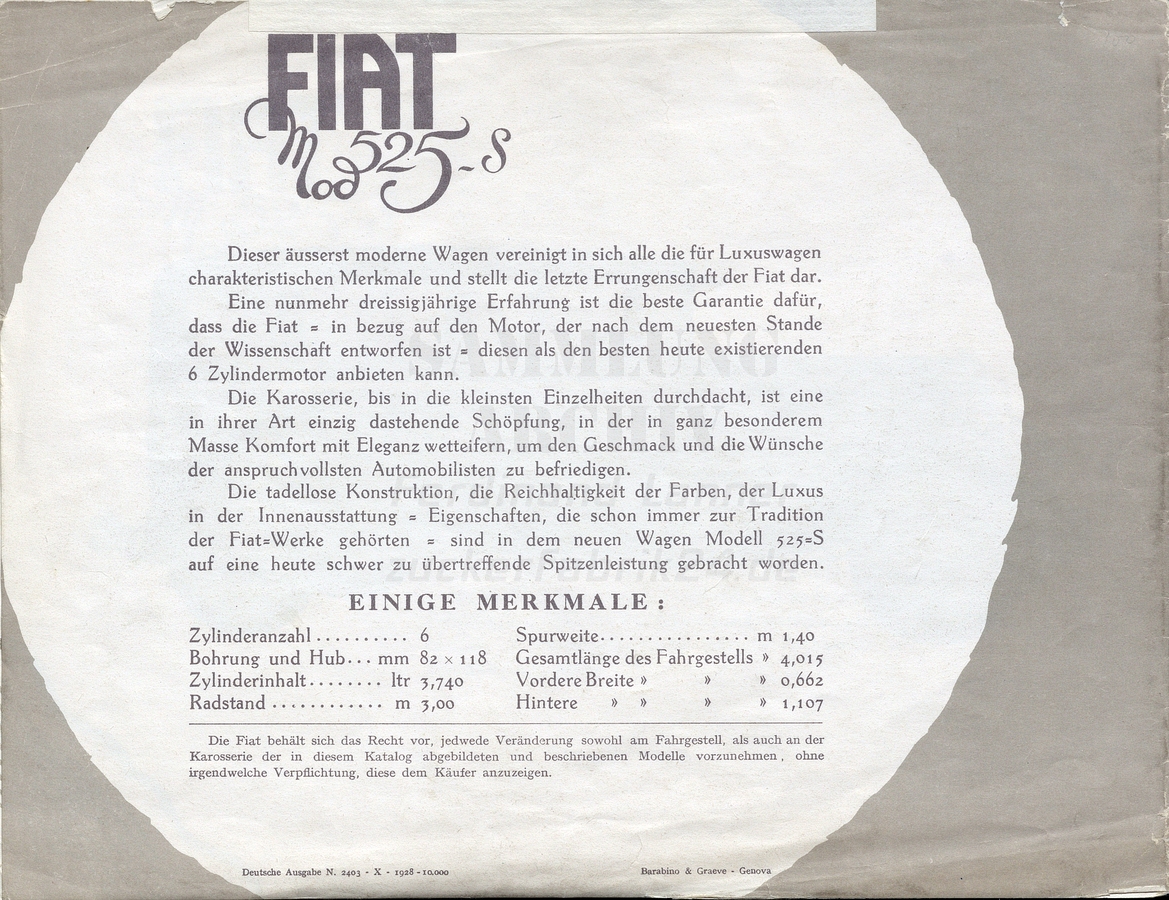 FIAT
Mod 525-S
Dieser äusserst moderne Wagen vereinigt in sich alle die für Luxuswagen
charakteristischen Merkmale und stellt die letzte Errungenschaft der Fiat dar.
Eine nunmehr dreissigjährige Erfahrung ist die beste Garantie dafür,
dass die Fiat = in bezug auf den Motor, der nach dem neuesten Stande
der Wissenschaft entworfen ist = diesen als den besten heute existierenden
6 Zylindermotor anbieten kann.
Die Karosserie, bis in die kleinsten Einzelheiten durchdacht, ist eine
in ihrer Art einzig dastehende Schöpfung, in der in ganz besonderem
Masse Komfort mit Eleganz wetteifern, um den Geschmack und die Wünsche
der anspruchvollsten Automobilisten zu befriedigen.
Die tadellose Konstruktion, die Reichhaltigkeit der Farben, der Luxus
in der Innenausstattung = Eigenschaften, die schon immer zur Tradition
der Fiat=Werke gehörten = sind in dem neuen Wagen Modell 525=S
auf eine heute schwer zu übertreffende Spitzenleistung gebracht worden.
EINIGE MERKMALE :
Zylinderanzahl .......... 6 Spurweite................. m 1,40
Bohrung und Hub... mm 82 × 118 Gesamtlänge des Fahrgestells » 4,015
Zylinderinhalt........ ltr 3,740 Vordere Breite » » » 0,662
Radstand ............ m 3,00 Hintere » » » » 1,107
Die Fiat behält sich das Recht vor, jedwede Veränderung sowohl am Fahrgestell, als auch an der
Karosserie der in diesem Katalog abgebildeten und beschriebenen Modelle vorzunehmen, ohne
irgendwelche Verpflichtung, diese dem Käufer anzuzeigen.
Deutsche Ausgabe N. 2403 - X - 1928 - 10.000 Barabino & Graeve - Genova
SAMMLUNG
zuckerfabrik24.de